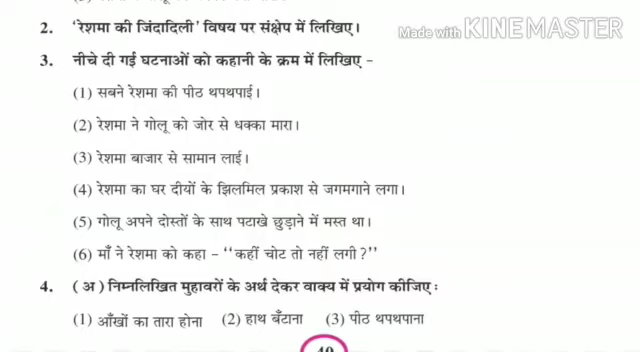 2. 'रेशमा की जिंदादिली' विषय पर संक्षेप में लिखिए।
Made with KINEMASTER
3. नीचे दी गई घटनाओं को कहानी के क्रम में लिखिए -
(1) सबने रेशमा की पीठ थपथपाई।
(2) रेशमा ने गोलू को जोर से धक्का मारा।
(3) रेशमा बाजार से सामान लाई।
(4) रेशमा का घर दीयों के झिलमिल प्रकाश से जगमगाने लगा।
(5) गोलू अपने दोस्तों के साथ पटाखे छुड़ाने में मस्त था।
(6) माँ ने रेशमा को कहा - ''कहीं चोट तो नहीं लगी ?''
4. ( अ ) निम्नलिखित मुहावरों के अर्थ देकर वाक्य में प्रयोग कीजिए :
(1) आँखों का तारा होना (2) हाथ बँटाना (3) पीठ थपथपाना